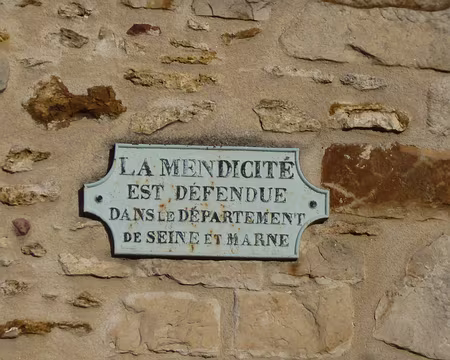 LA MENDICITÉ
EST DÉFENDUE
DANS LE DÉPARTEMENT
DE SEINE ET MARNE